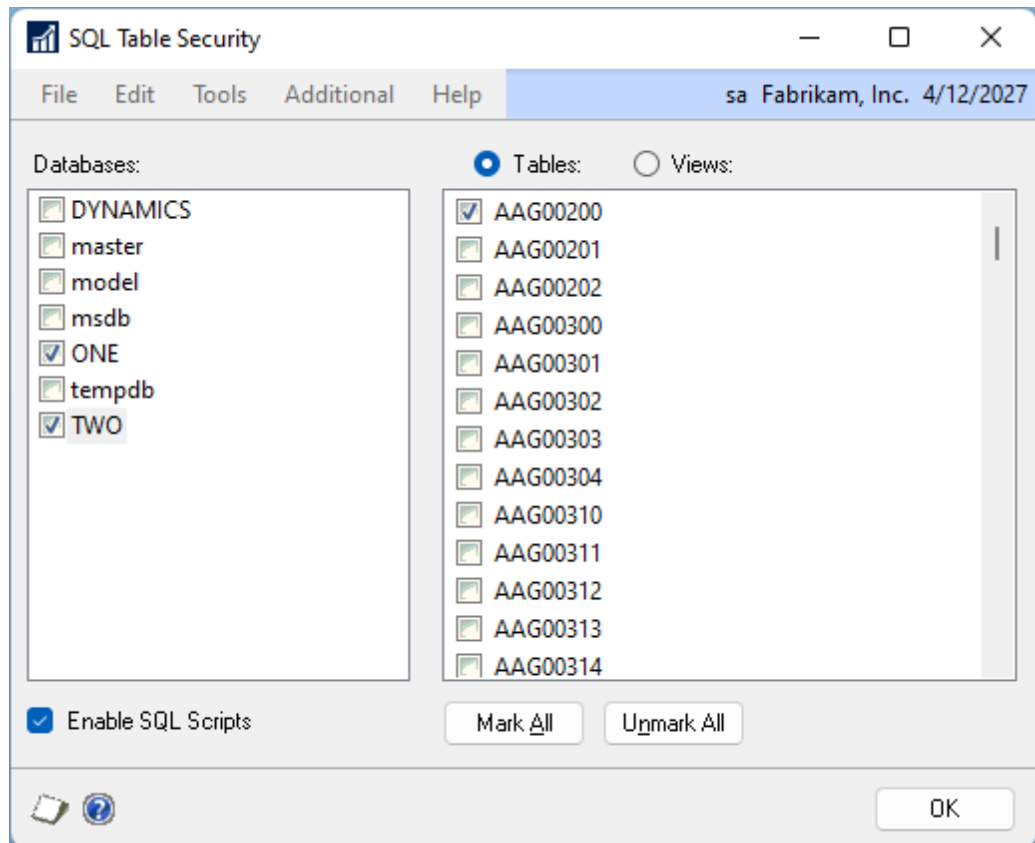 SQL Table Security
File Edit Tools Additional Help sa Fabrikam, Inc. 4/12/2027
Databases:
DYNAMICS
master
model
msdb
ONE
tempdb
TWO
Tables: Views:
AAG00200
AAG00201
AAG00202
AAG00300
AAG00301
AAG00302
AAG00303
AAG00304
AAG00310
AAG00311
AAG00312
AAG00313
AAG00314
Enable SQL Scripts
Mark All Unmark All
OK